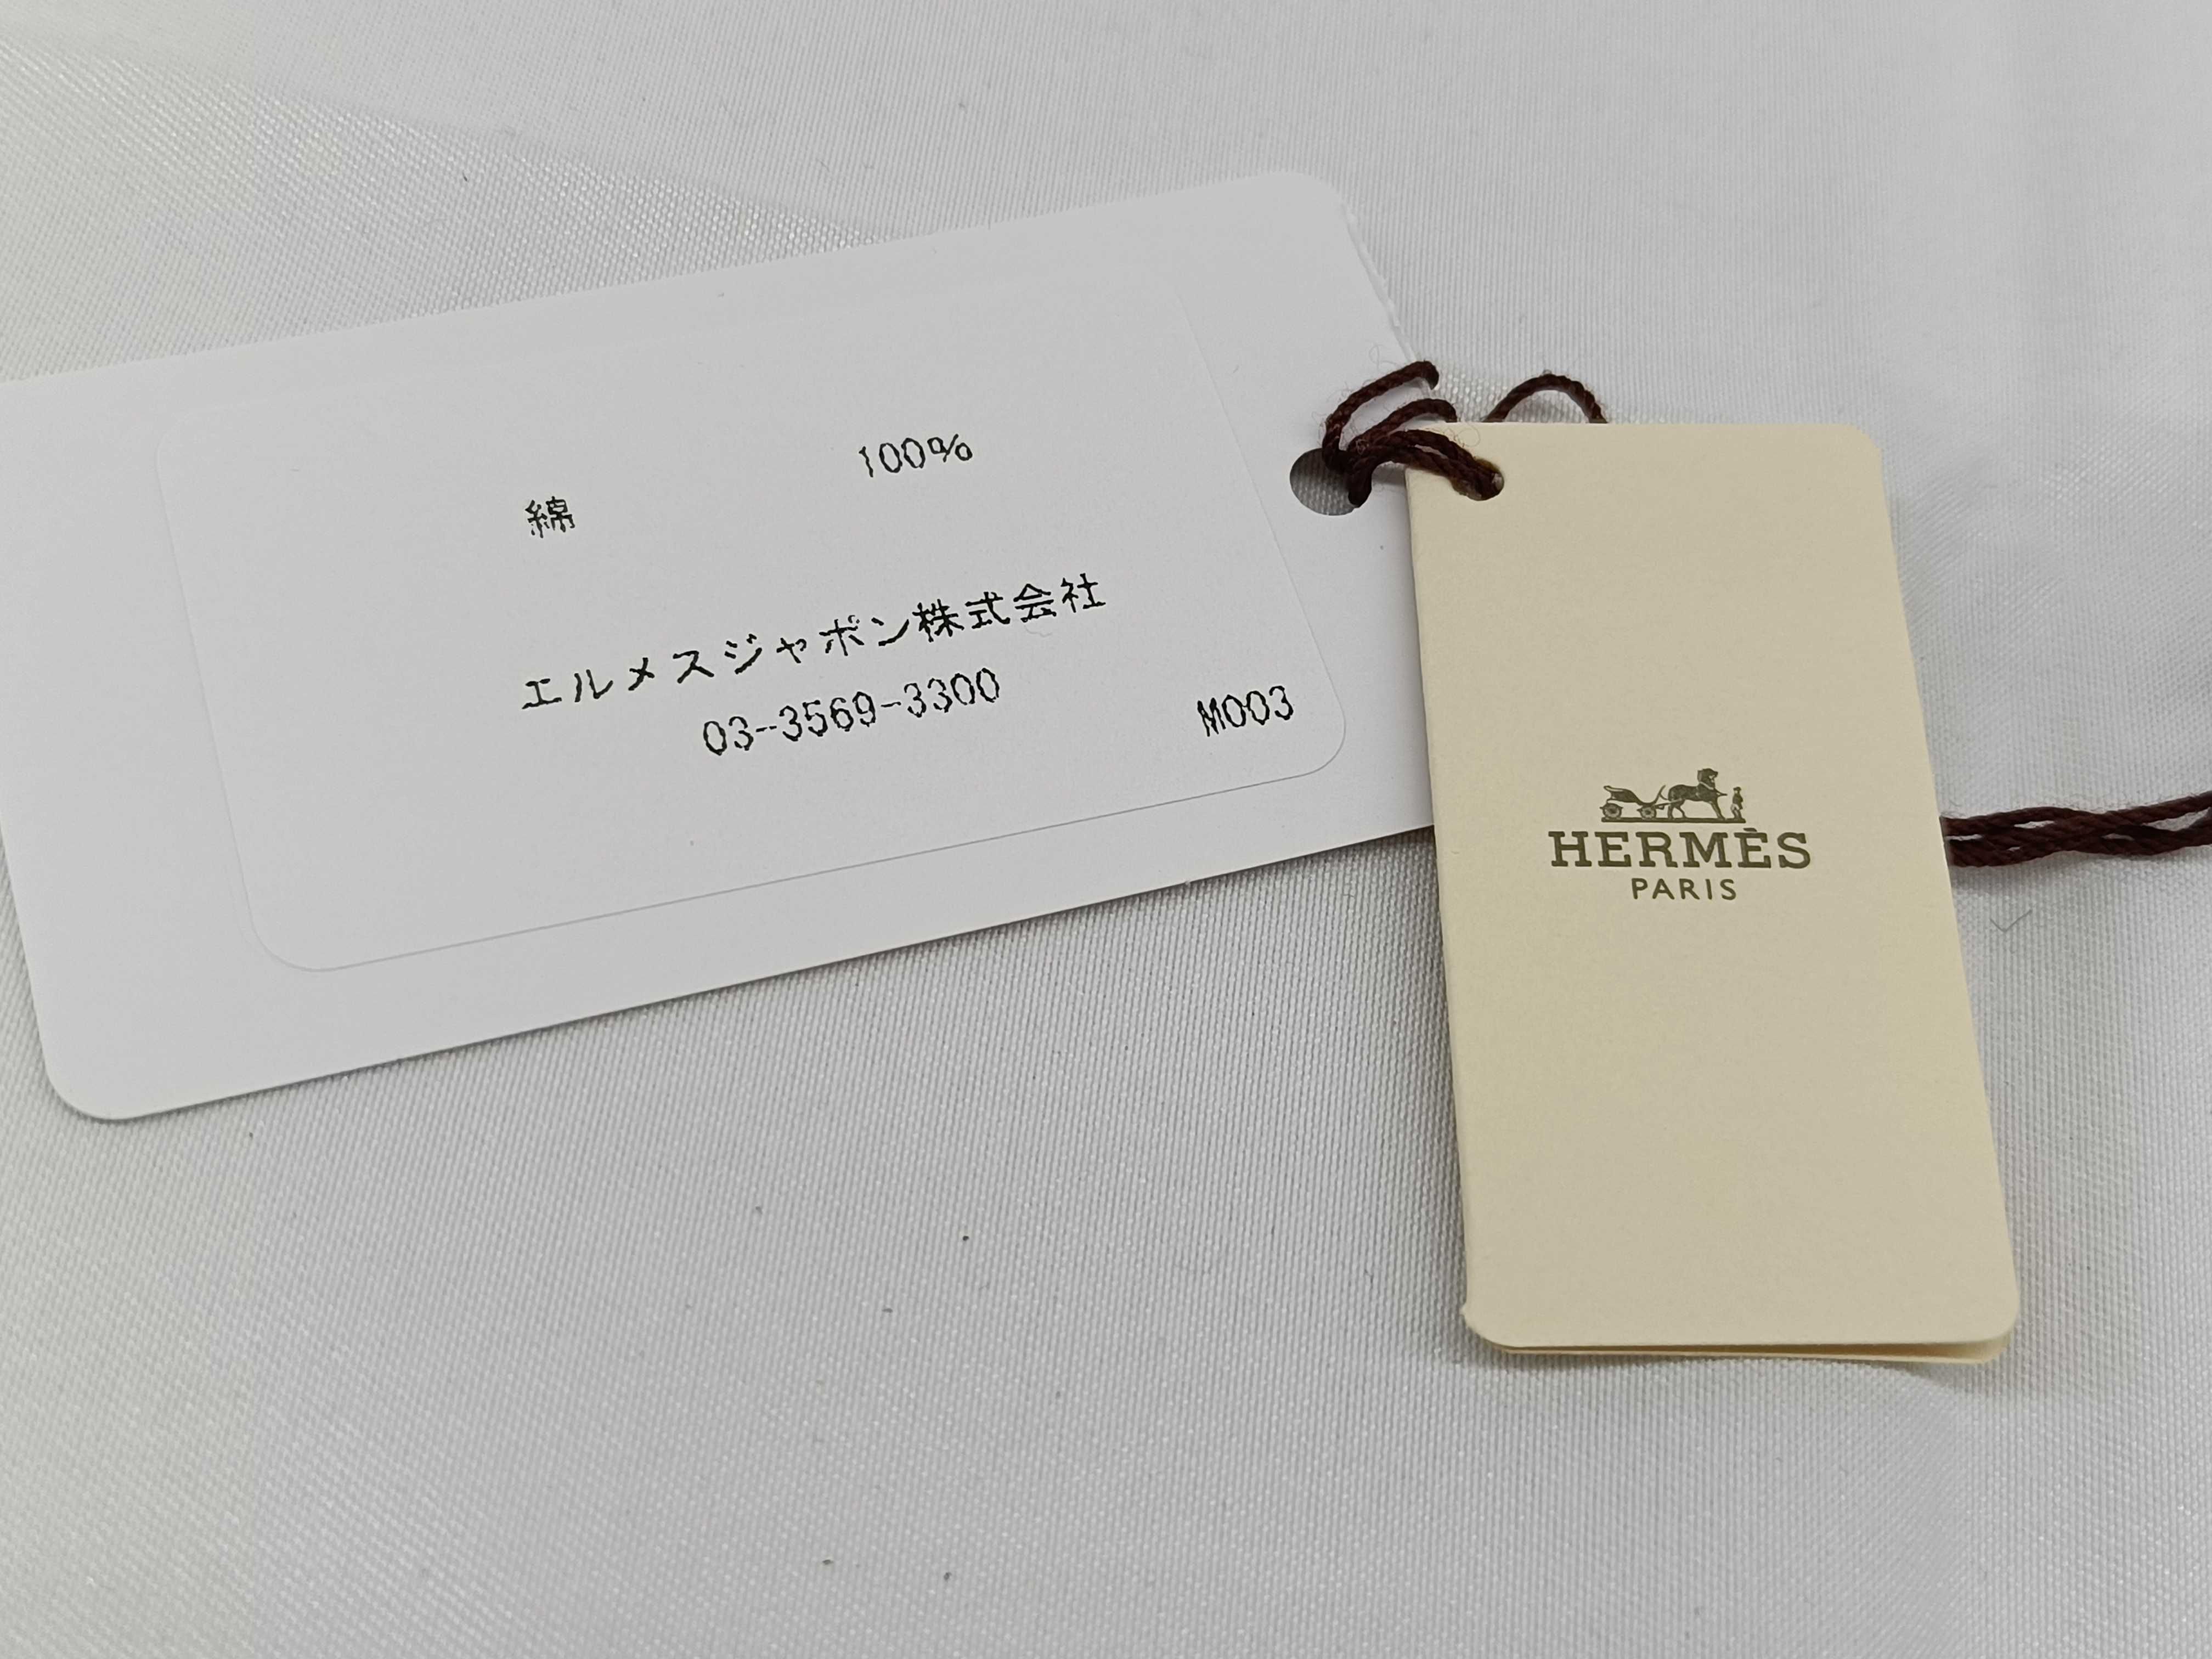 綿 100%
エルメスジャポン株式会社
03-3569-3300
M003
HERMÈS
PARIS